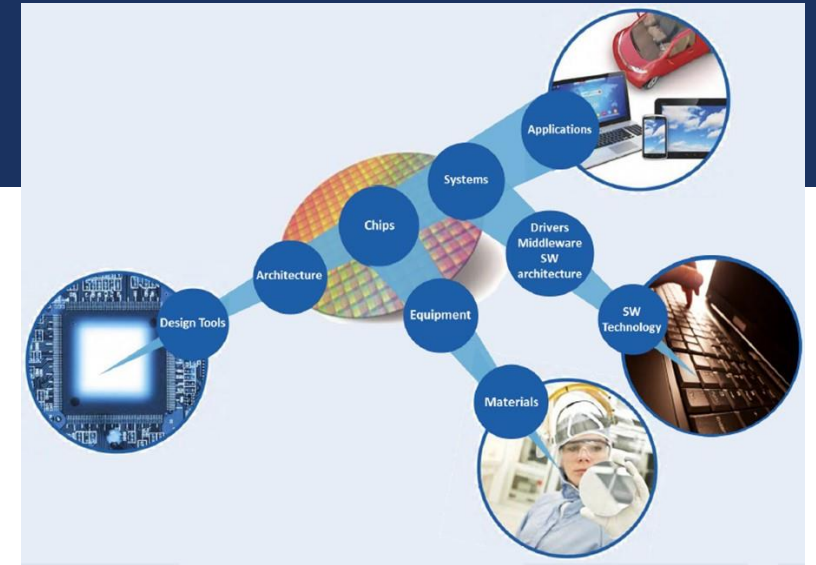 Applications
Systems
Chips
Drivers
Middleware
SW
architecture
Architecture
Equipment
SW
Technology
Design Tools
Materials